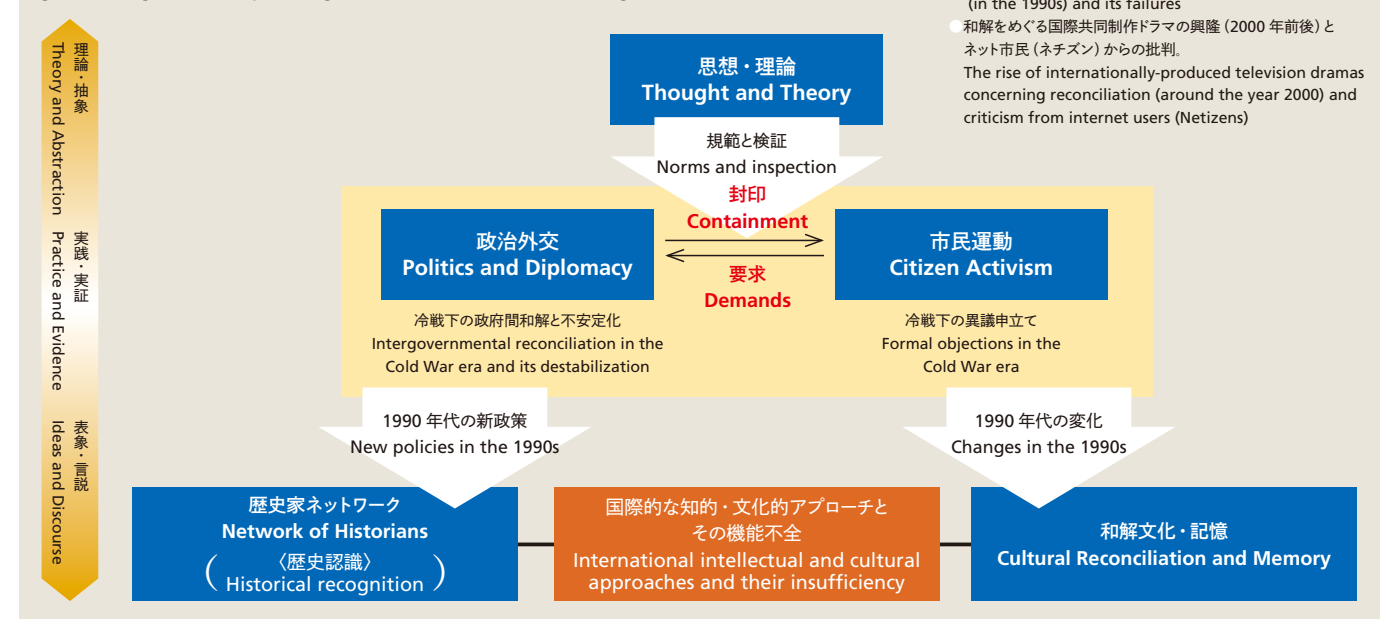 (in the 1990s) and its failures
●和解をめぐる国際共同制作ドラマの興隆（2000 年前後）と
ネット市民（ネチズン）からの批判。
The rise of internationally-produced television dramas
concerning reconciliation (around the year 2000) and
criticism from internet users (Netizens)
理論・抽象
Theory and Abstraction
実践・実証
Practice and Evidence
表象・言説
Ideas and Discourse
思想・理論
Thought and Theory
規範と検証
Norms and inspection
封印
Containment
要求
Demands
政治外交
Politics and Diplomacy
冷戦下の政府間和解と不安定化
Intergovernmental reconciliation in the
Cold War era and its destabilization
市民運動
Citizen Activism
冷戦下の異議申立て
Formal objections in the
Cold War era
1990 年代の新政策
New policies in the 1990s
1990 年代の変化
Changes in the 1990s
歴史家ネットワーク
Network of Historians
（〈歴史認識〉
Historical recognition）
国際的な知的・文化的アプローチと
その機能不全
International intellectual and cultural
approaches and their insufficiency
和解文化・記憶
Cultural Reconciliation and Memory